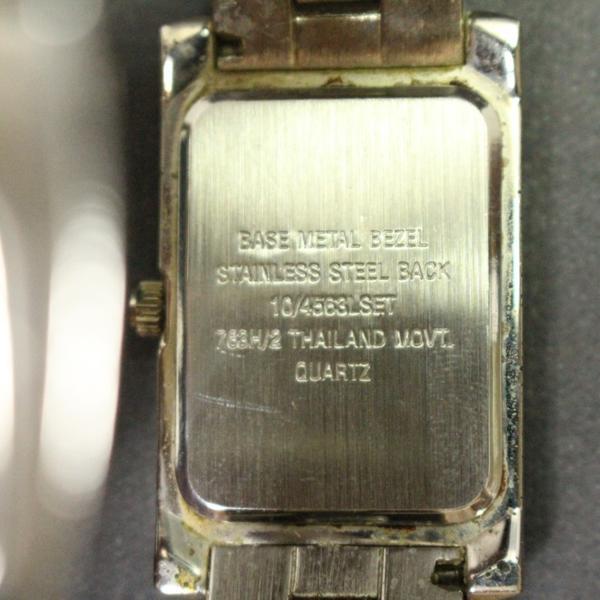 BASE METAL BEZEL
STAINLESS STEEL BACK
10/4563LSET
763H/2 THAILAND MOVT.
QUARTZ